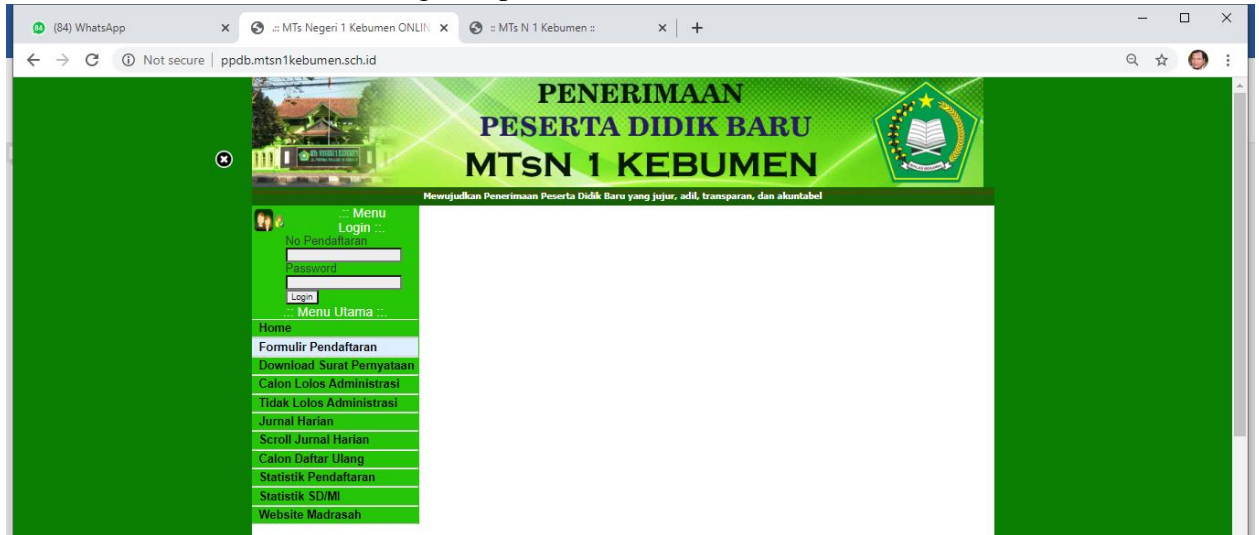 (84) WhatsApp
.:: MTs Negeri 1 Kebumen ONLIN
:: MTs N 1 Kebumen ::
Not secure | ppdb.mtsn1kebumen.sch.id
PENERIMAAN
PESERTA DIDIK BARU
MTsN 1 KEBUMEN
Mewujudkan Penerimaan Peserta Didik Baru yang jujur, adil, transparan, dan akuntabel
.:: Menu
Login ::.
No Pendaftaran
Password
Login
.:: Menu Utama ::.
Home
Formulir Pendaftaran
Download Surat Pernyataan
Calon Lolos Administrasi
Tidak Lolos Administrasi
Jurnal Harian
Scroll Jurnal Harian
Calon Daftar Ulang
Statistik Pendaftaran
Statistik SD/MI
Website Madrasah